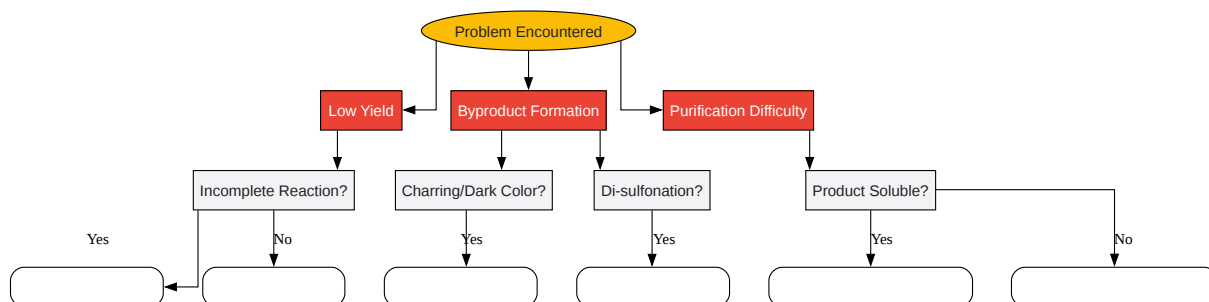 Problem Encountered
Low Yield
Byproduct Formation
Purification Difficulty
Incomplete Reaction?
Charring/Dark Color?
Di-sulfonation?
Product Soluble?
Yes
No
Yes
Yes
Yes
No